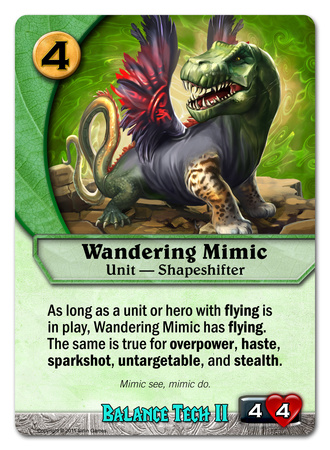 4
Wandering Mimic
Unit — Shapeshifter
As long as a unit or hero with flying is
in play, Wandering Mimic has flying.
The same is true for overpower, haste,
sparkshot, untargetable, and stealth.
Mimic see, mimic do.
Balance Tech II
4 4